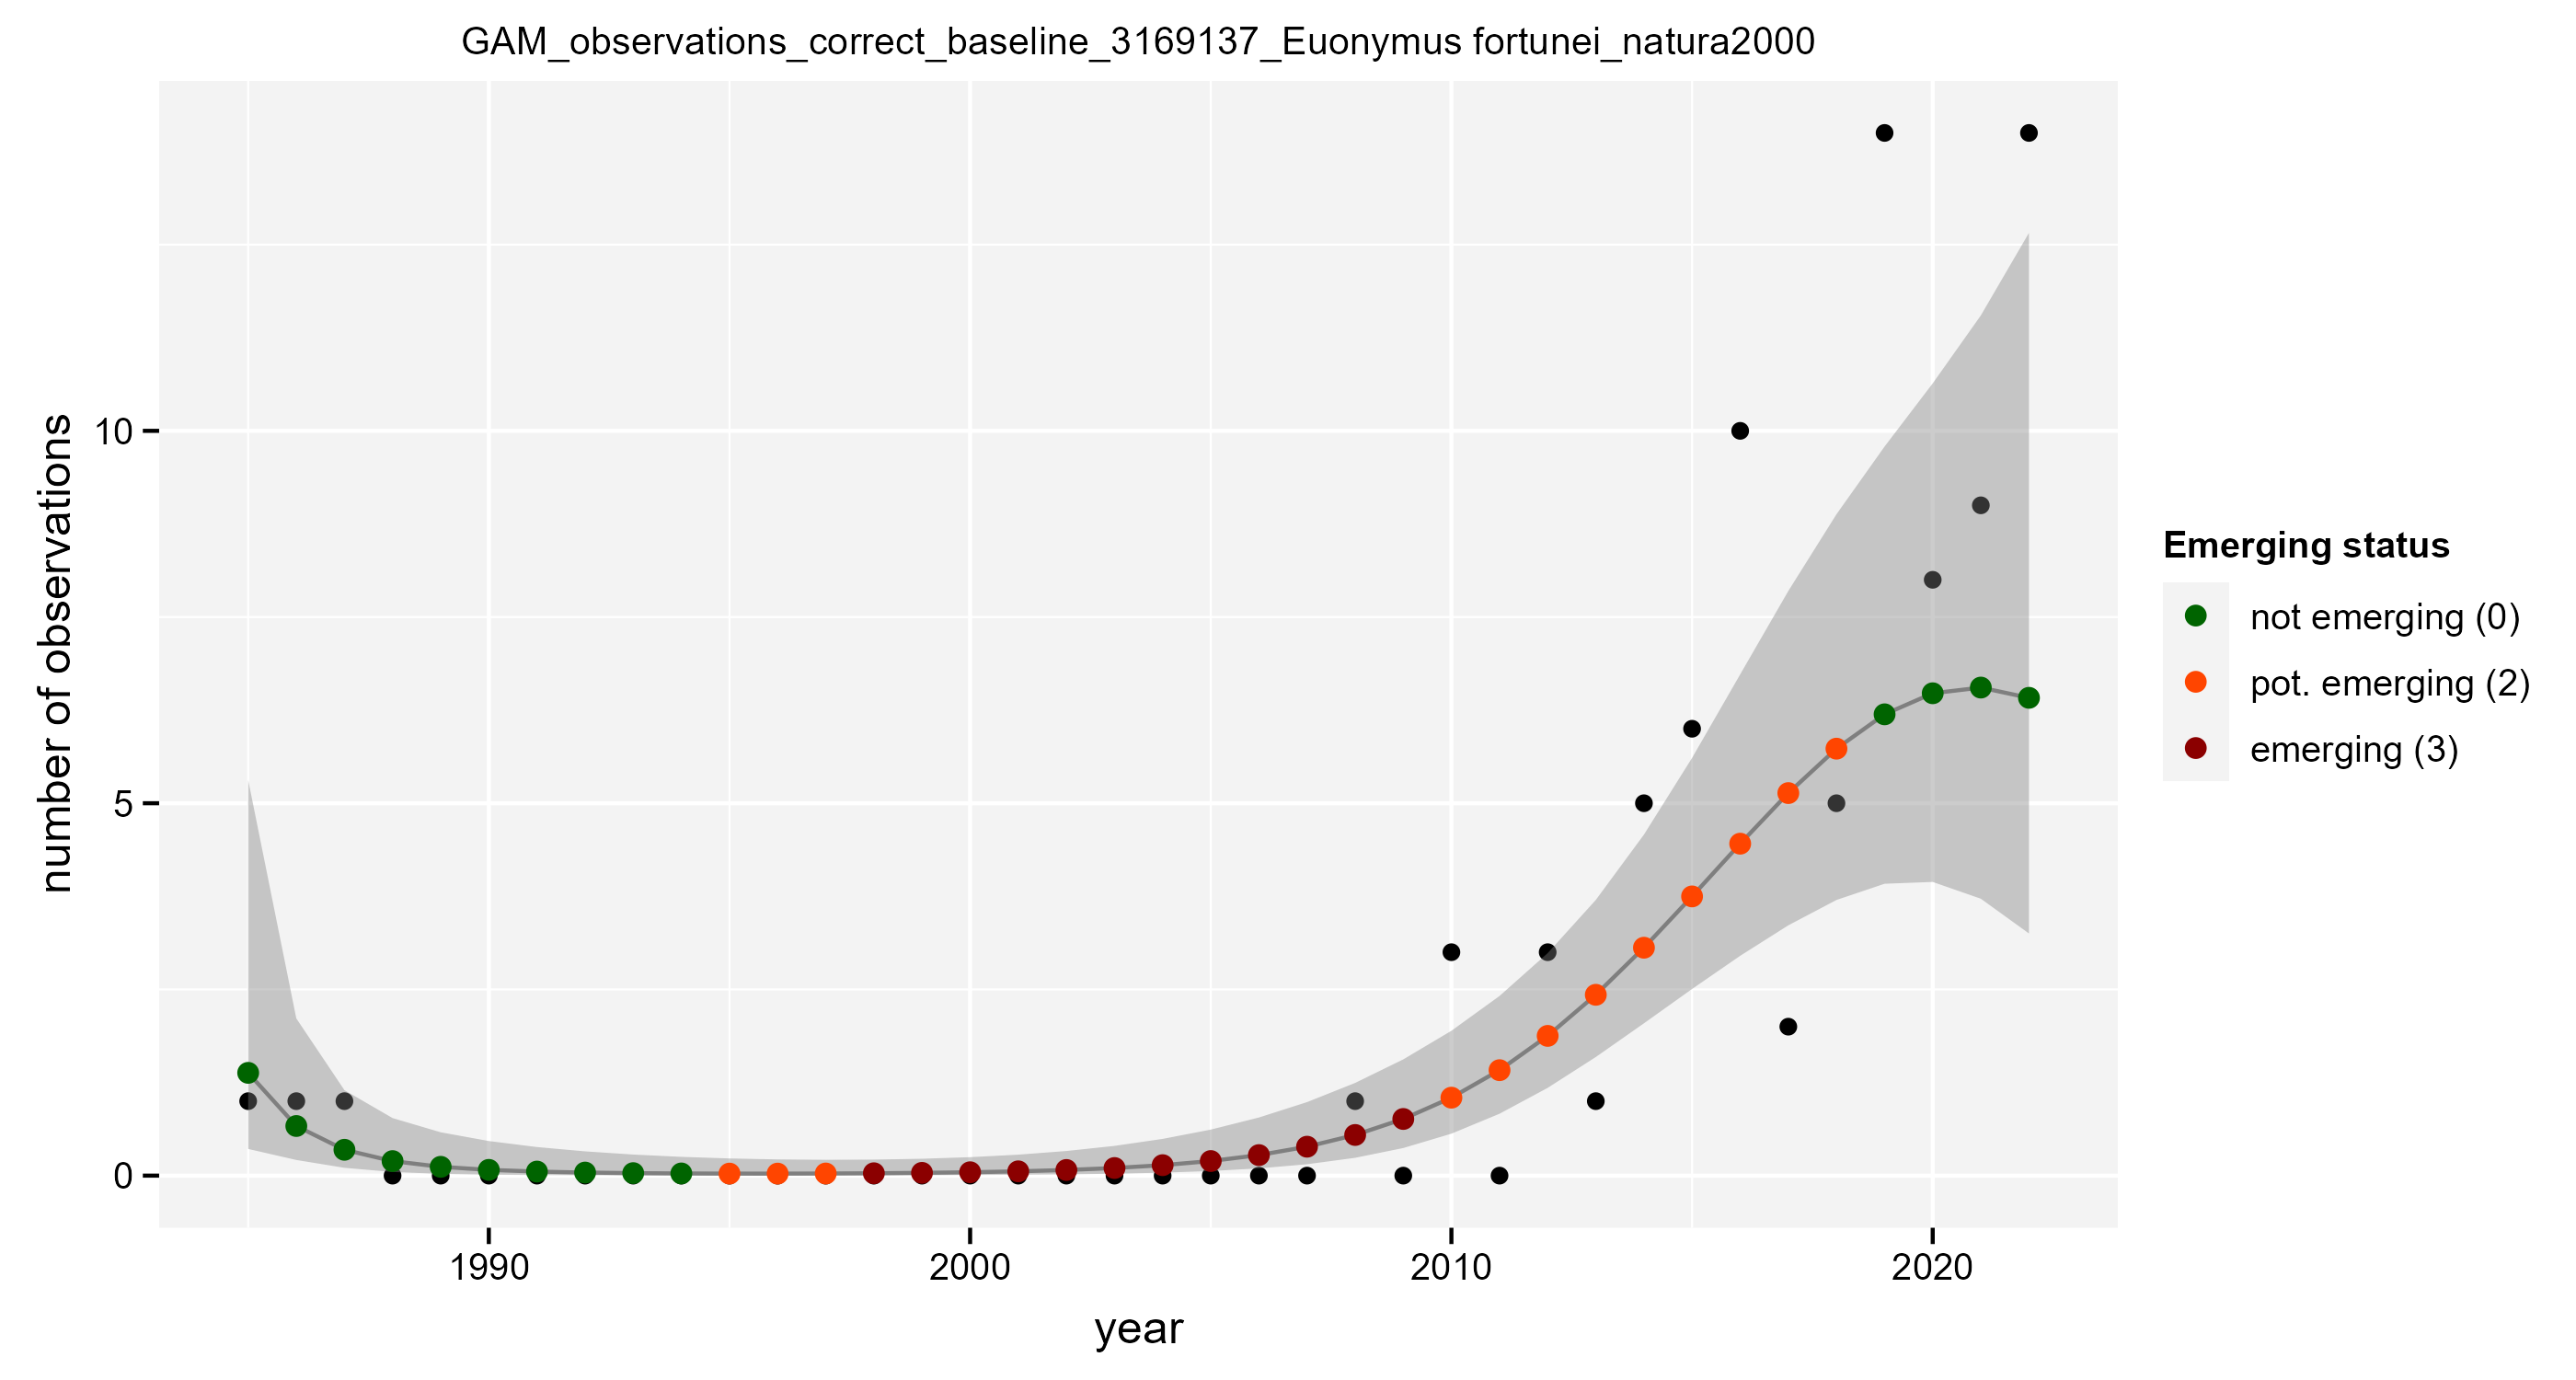 GAM_observations_correct_baseline_3169137_Euonymus fortunei_natura2000
number of observations
10
5
0
1990
2000
2010
2020
year
Emerging status
not emerging (0)
pot. emerging (2)
emerging (3)